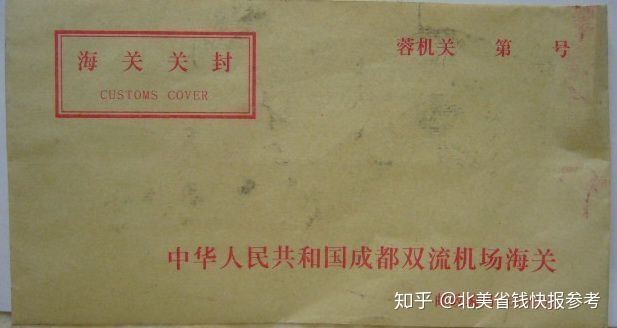 海关关封
CUSTOMS COVER
蓉机关 第 号
中华人民共和国成都双流机场海关
知乎 @北美省钱快报参考